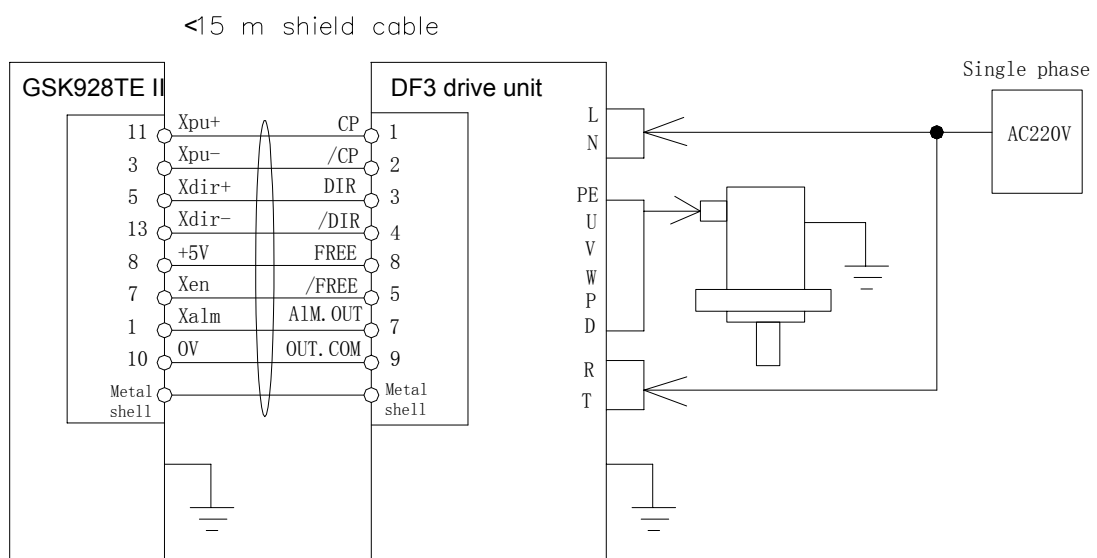 <15 m shield cable
GSK928TE II
DF3 drive unit
Single phase
AC220V
11 Xpu+ CP 1
3 Xpu- /CP 2
5 Xdir+ DIR 3
13 Xdir- /DIR 4
8 +5V FREE 8
7 Xen /FREE 5
1 Xalm AlM.OUT 7
10 0V OUT.COM 9
Metal shell
Metal shell
L
N
PE
U
V
W
P
D
R
T